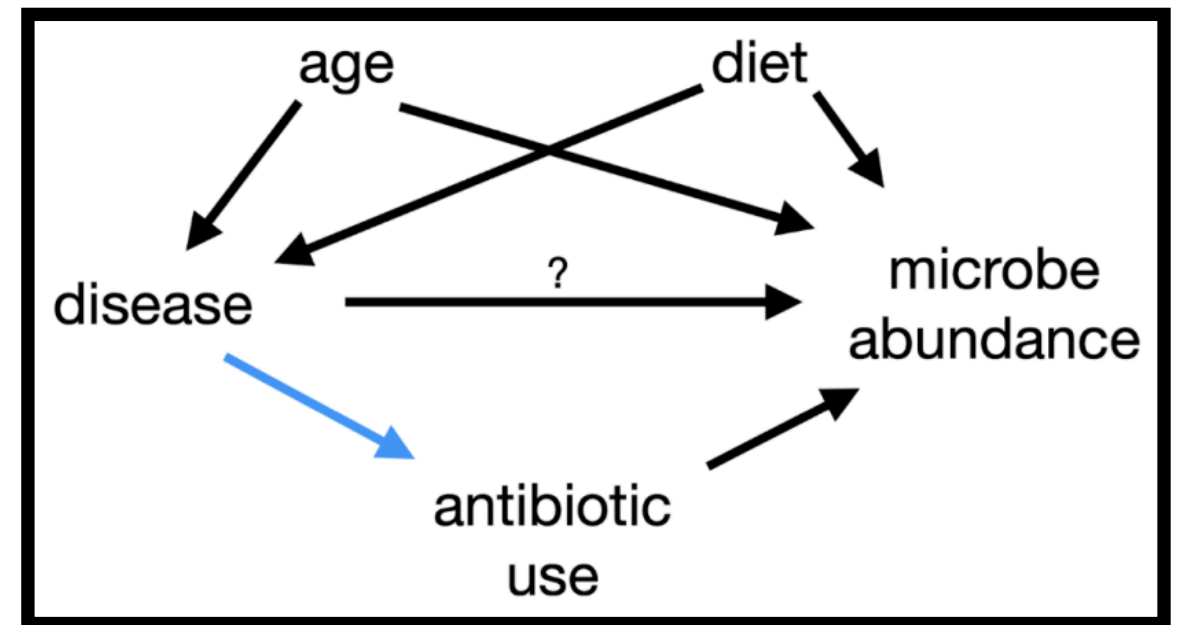 age
diet
disease
?
microbe
abundance
antibiotic
use